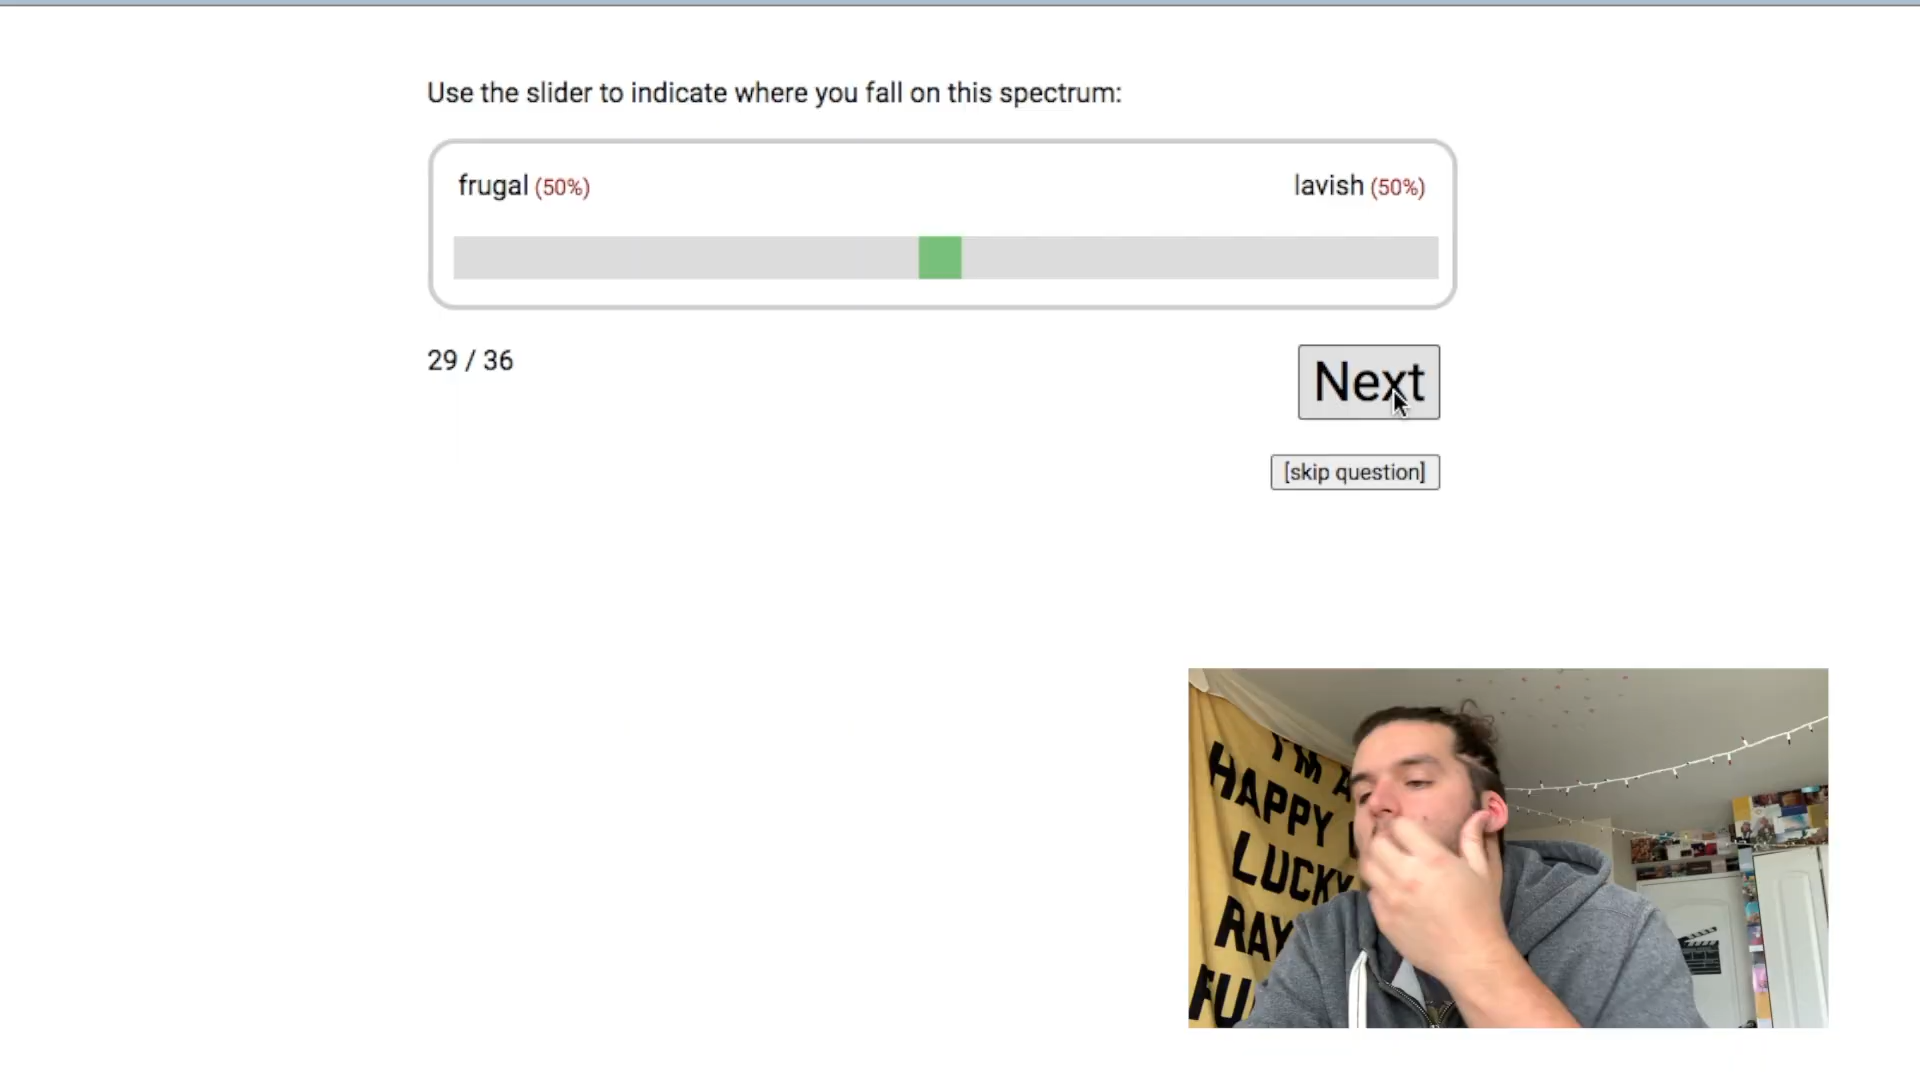 Use the slider to indicate where you fall on this spectrum:
frugal (50%)
lavish (50%)
29 / 36
Next
[skip question]
I'M A
HAPPY
LUCKY
RAY
FU